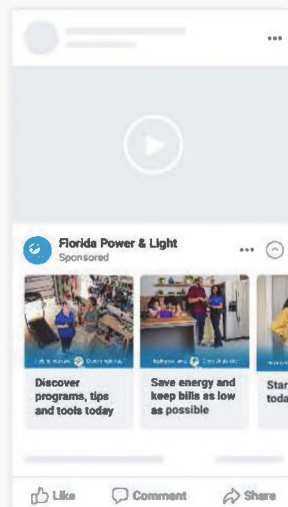 Florida Power & Light
Sponsored
Discover
programs, tips
and tools today
Save energy and
keep bills as low
as possible
Star
toda
Like
Comment
Share